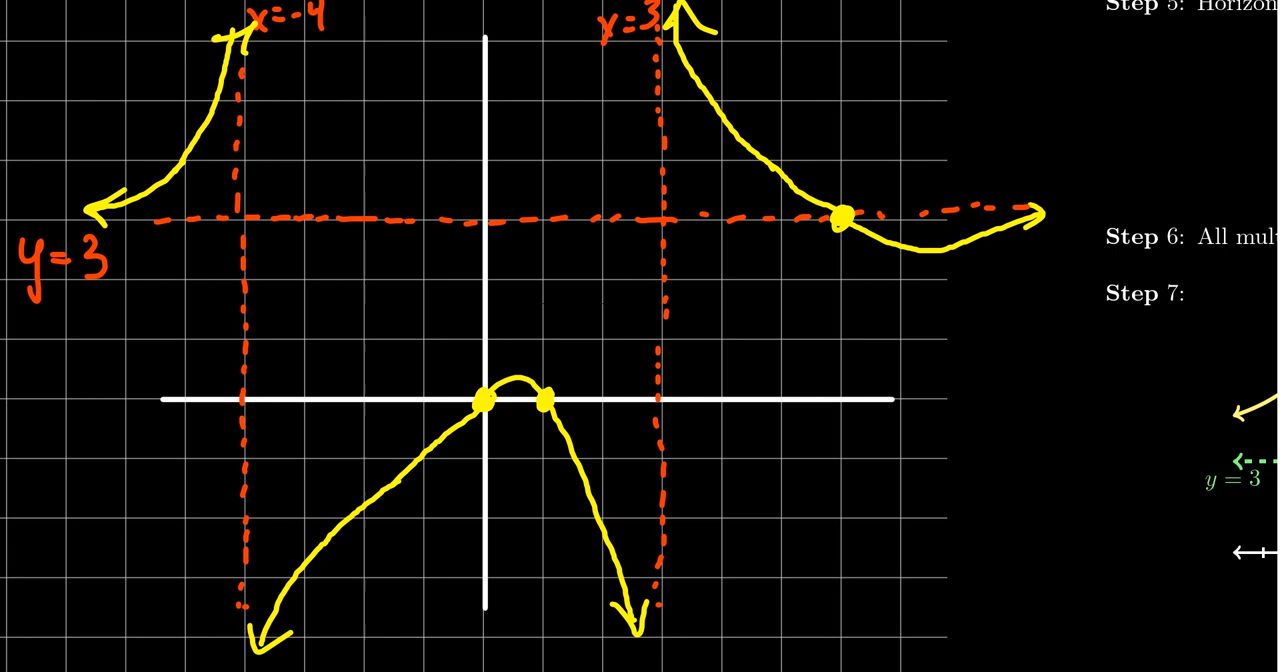 x=-4
x=3
y=3
Step 5: Horizon
Step 6: All mult
Step 7:
y = 3